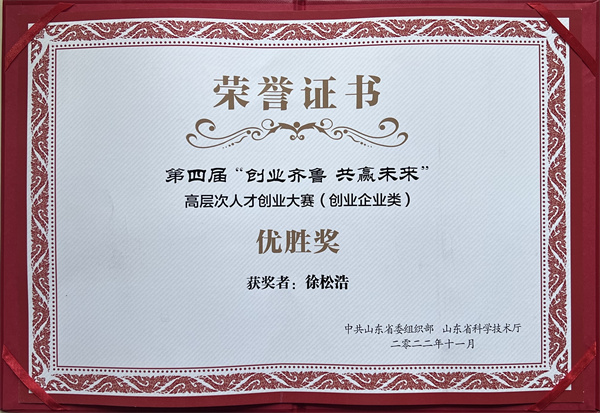 荣誉证书
第四届“创业齐鲁 共赢未来”
高层次人才创业大赛（创业企业类）
优胜奖
获奖者：徐松浩
中共山东省委组织部 山东省科学技术厅
二〇二二年十一月